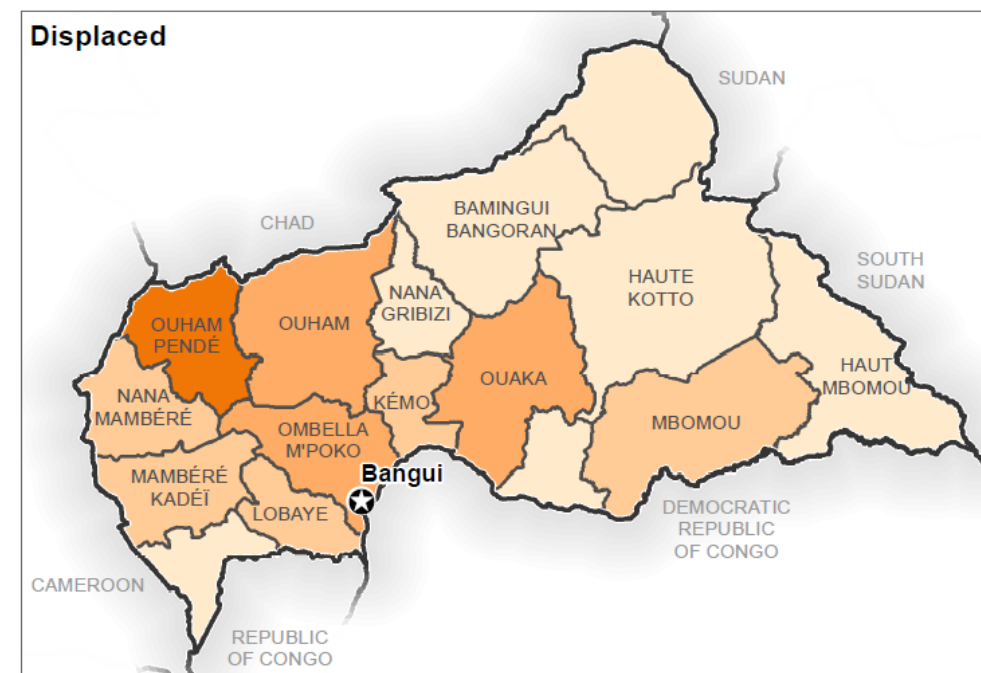 Displaced
SUDAN
CHAD
BAMINGUI
BANGORAN
SOUTH
SUDAN
HAUTE
KOTTO
NANA
GRIBIZI
OUHAM
PENDÉ
OUHAM
OUAKA
HAUT
MBOMOU
NANA
MAMBÉRÉ
KÉMO
MBOMOU
OMBELLA
M'POKO
Bangui
MAMBÉRÉ
KADÉÏ
LOBAYE
DEMOCRATIC
REPUBLIC
OF CONGO
CAMEROON
REPUBLIC
OF CONGO